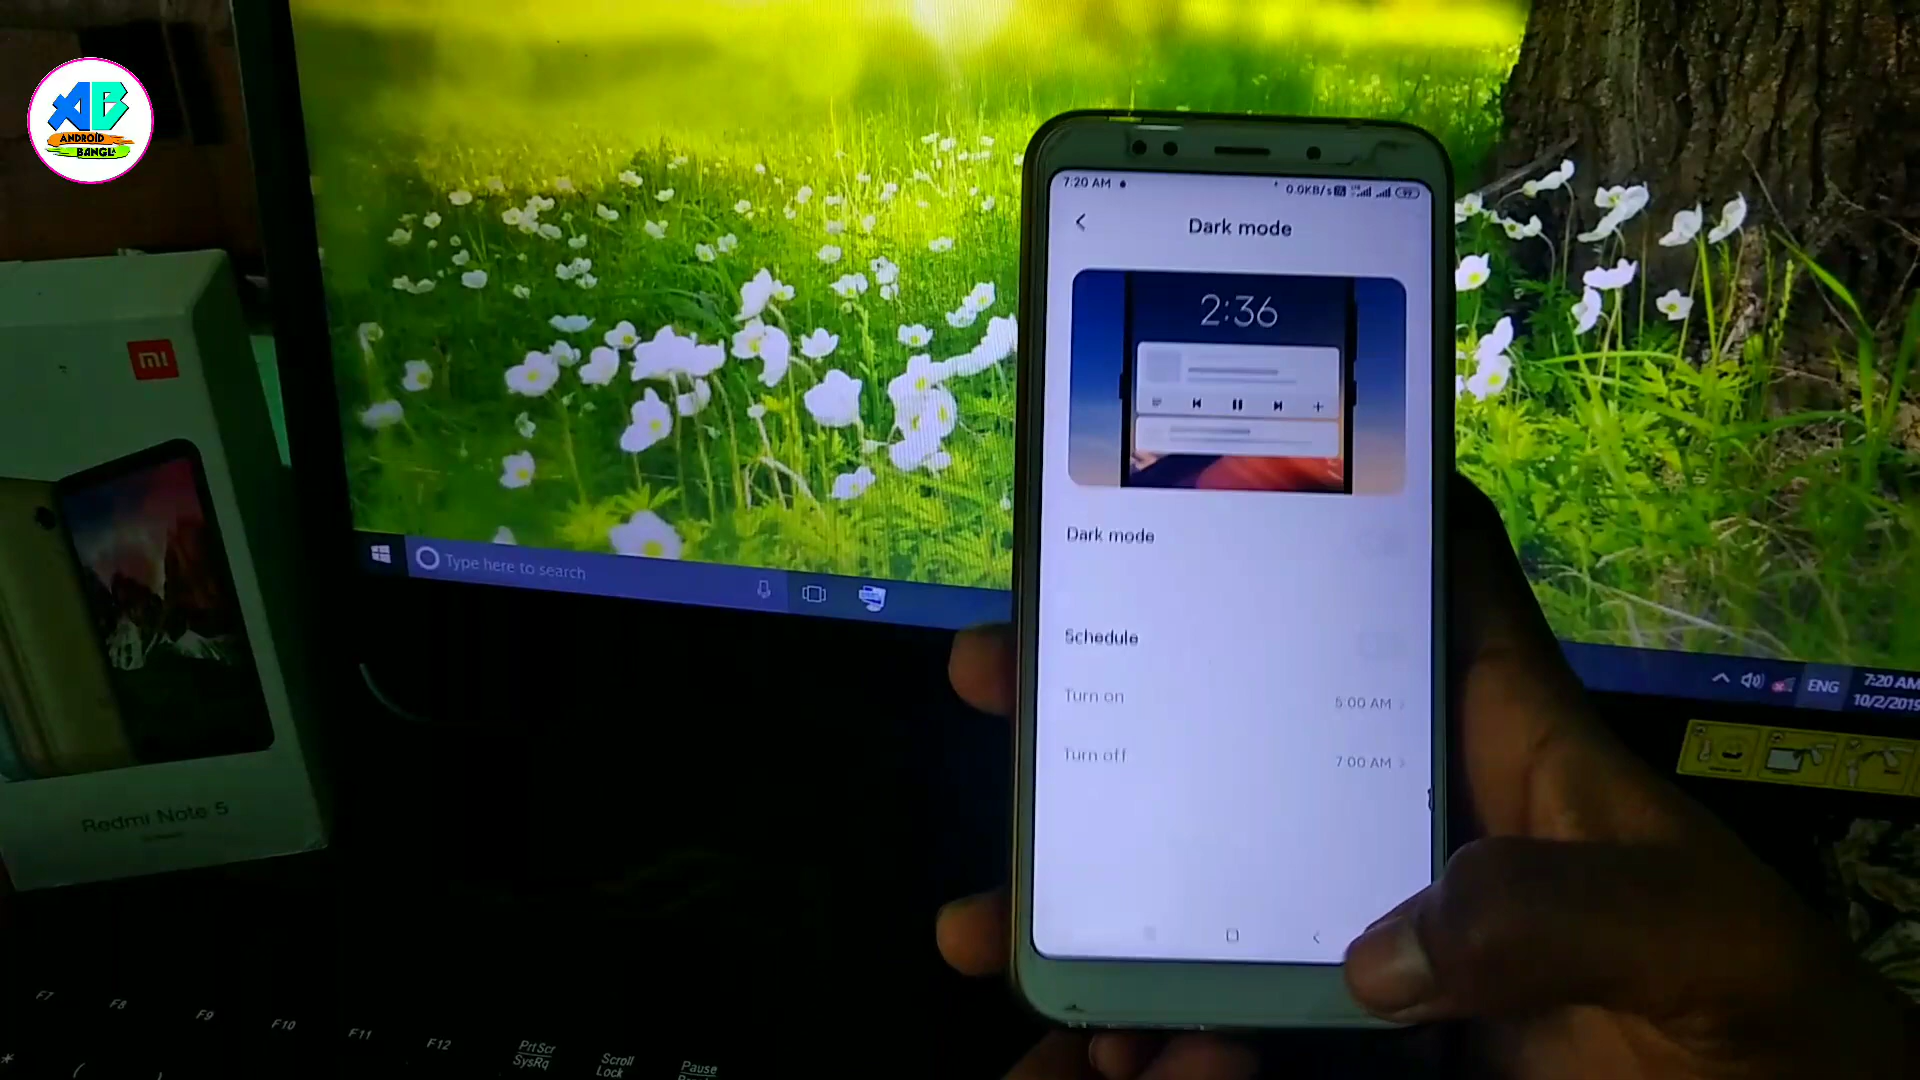 AB
ANDROID
BANGLA
7:20 AM
0.0KB/s
99
Dark mode
2:36
Dark mode
Schedule
Turn on
5:00 AM
Turn off
7:00 AM
mi
Redmi Note 5
Type here to search
ENG
7:20 AM
10/2/2019
F7
F8
F9
F10
F11
F12
PrtScr
SysRq
Scroll
Lock
Pause
*
(
)